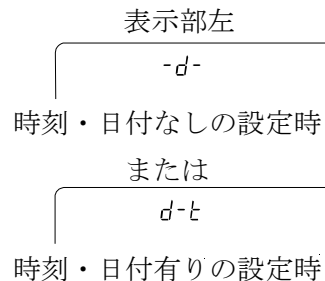 表示部左
-d-
時刻・日付なしの設定時
または
d-t
時刻・日付有りの設定時